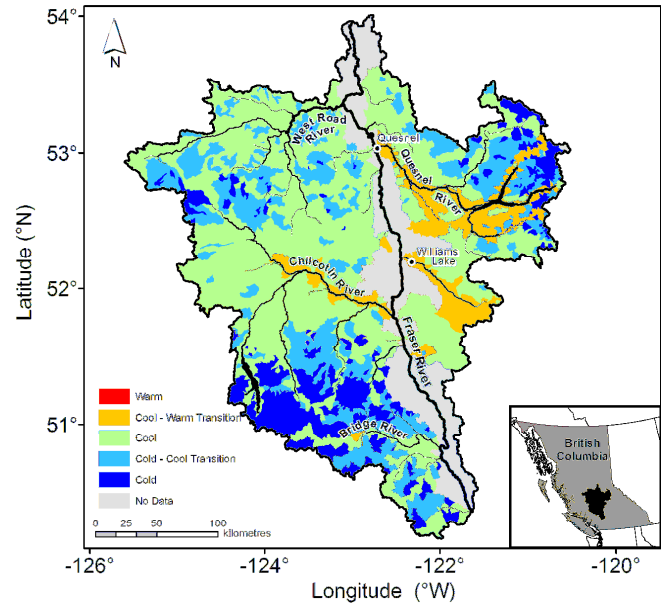 54°
53°
52°
51°
Latitude (°N)
-126°
-124°
-122°
-120°
Longitude (°W)
N
West Road
River
Quesnel
Quesnel
River
Williams
Lake
Chilcotin River
Fraser River
Bridge River
Warm
Cool - Warm Transition
Cool
Cold - Cool Transition
Cold
No Data
0 25 50 100
kilometres
British
Columbia